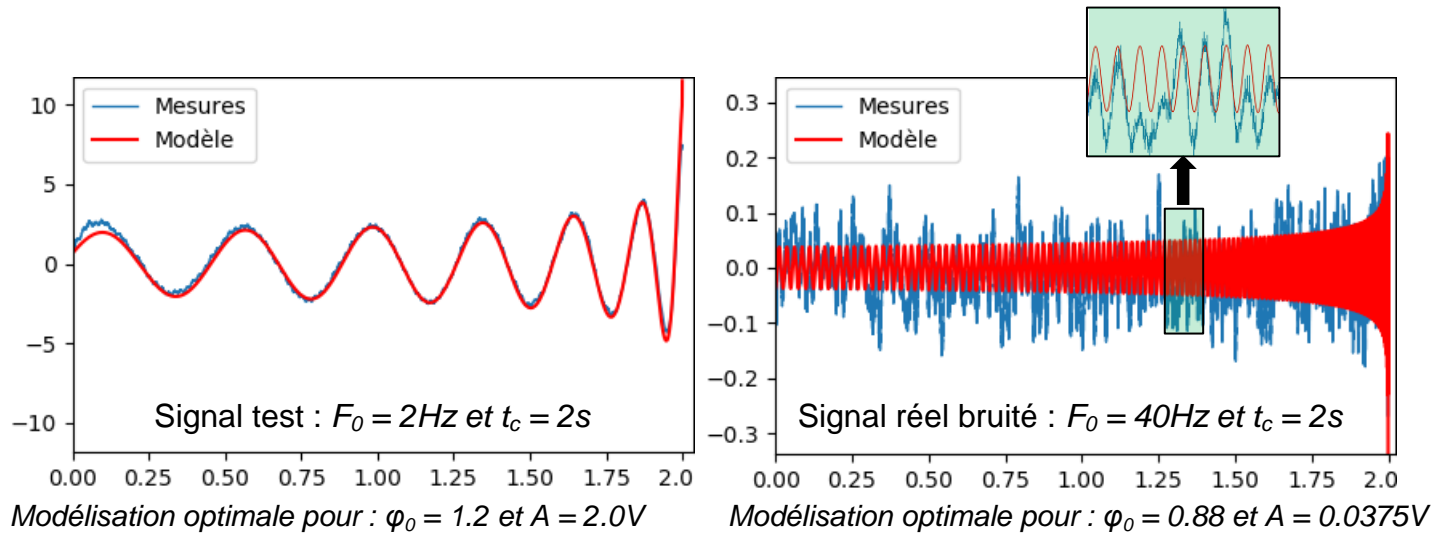 10
5
0
−5
−10
Mesures
Modèle
Signal test : F₀ = 2Hz et t_c = 2s
0.00 0.25 0.50 0.75 1.00 1.25 1.50 1.75 2.0
Modélisation optimale pour : φ₀ = 1.2 et A = 2.0V
0.3
0.2
0.1
0.0
−0.1
−0.2
−0.3
Mesures
Modèle
Signal réel bruité : F₀ = 40Hz et t_c = 2s
0.00 0.25 0.50 0.75 1.00 1.25 1.50 1.75 2.0
Modélisation optimale pour : φ₀ = 0.88 et A = 0.0375V